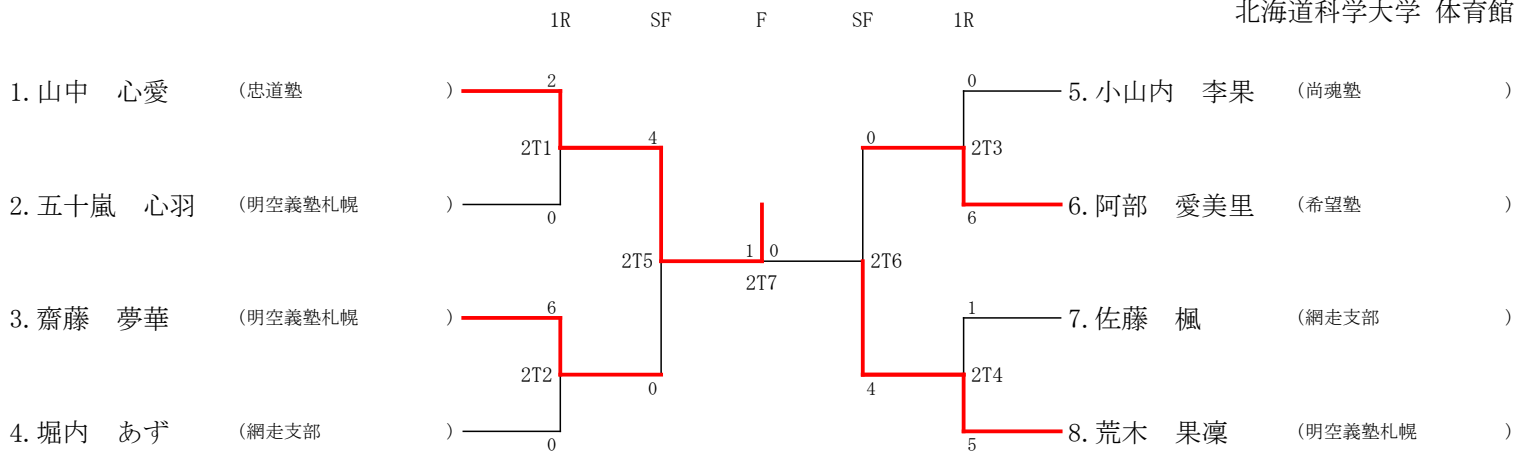 北海道科学大学 体育館
1R SF F SF 1R
1. 山中 心愛 (忠道塾 ) 2
0 5. 小山内 李果 (尚魂塾 )
2T1 4 0 2T3
2. 五十嵐 心羽 (明空義塾札幌 ) 0
6 6. 阿部 愛美里 (希望塾 )
2T5 1 0 2T6
2T7
3. 齋藤 夢華 (明空義塾札幌 ) 6
1 7. 佐藤 楓 (網走支部 )
2T2 0 4 2T4
4. 堀内 あず (網走支部 ) 0
5 8. 荒木 果凜 (明空義塾札幌 )